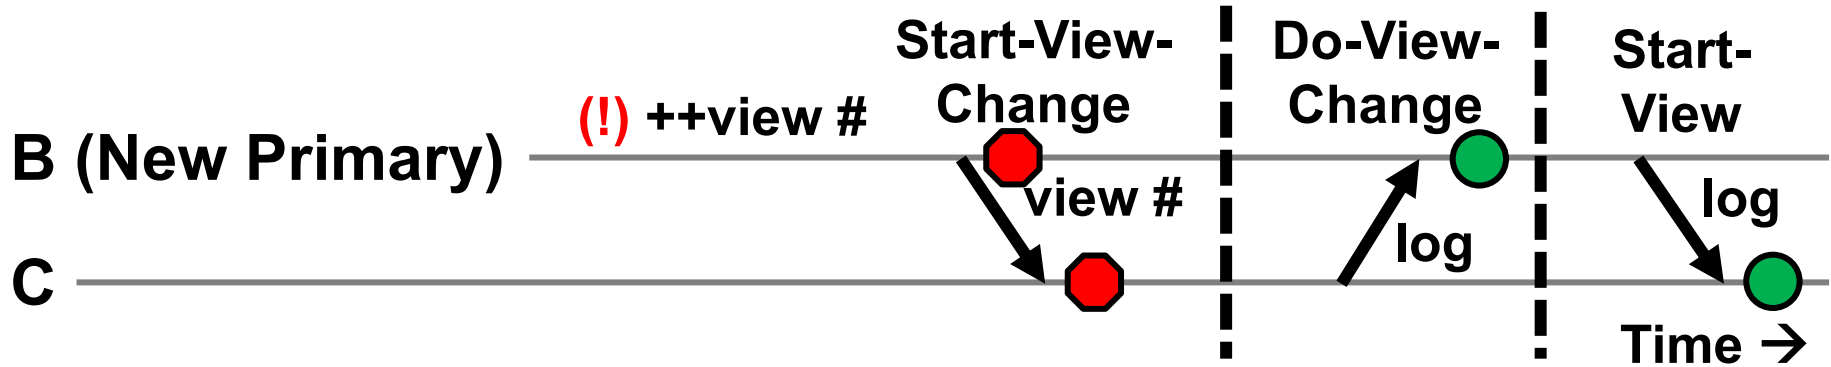 Start-View-
Change
Do-View-
Change
Start-
View
(!) ++view #
B (New Primary)
view #
log
log
C
Time →